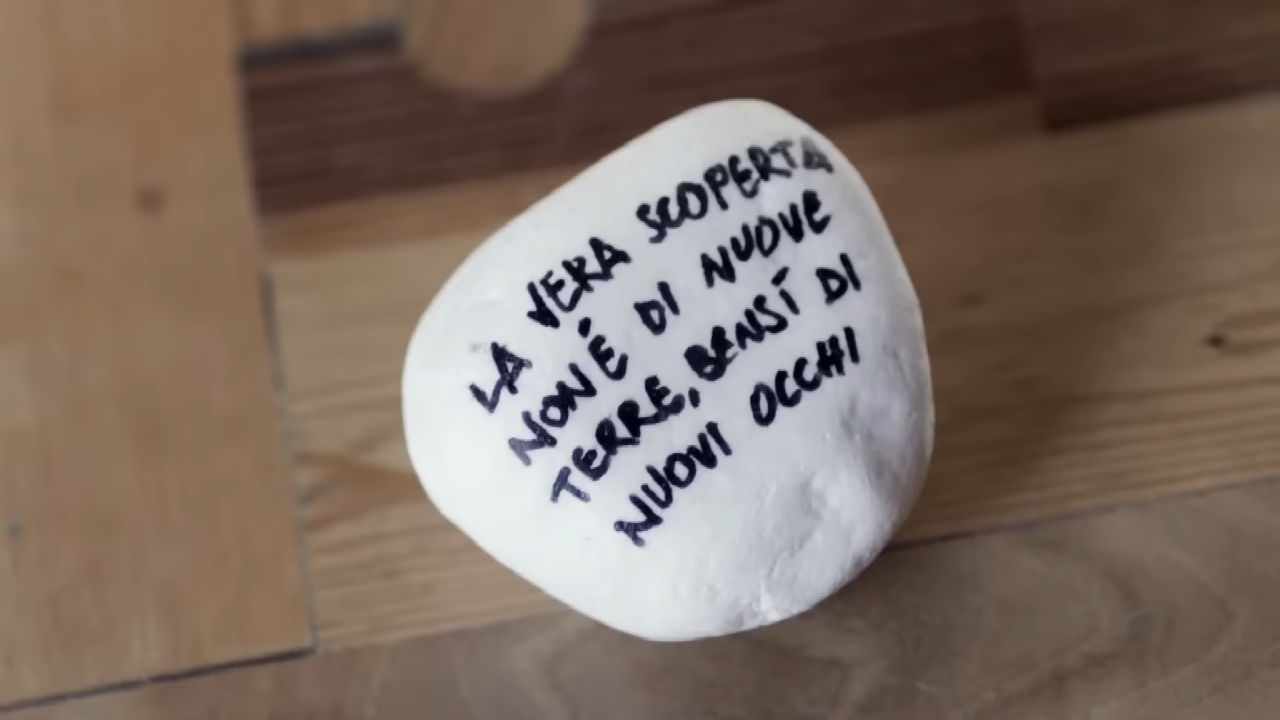 LA VERA SCOPERTA
NON É DI NUOVE
TERRE, BENSÍ DI
NUOVI OCCHI